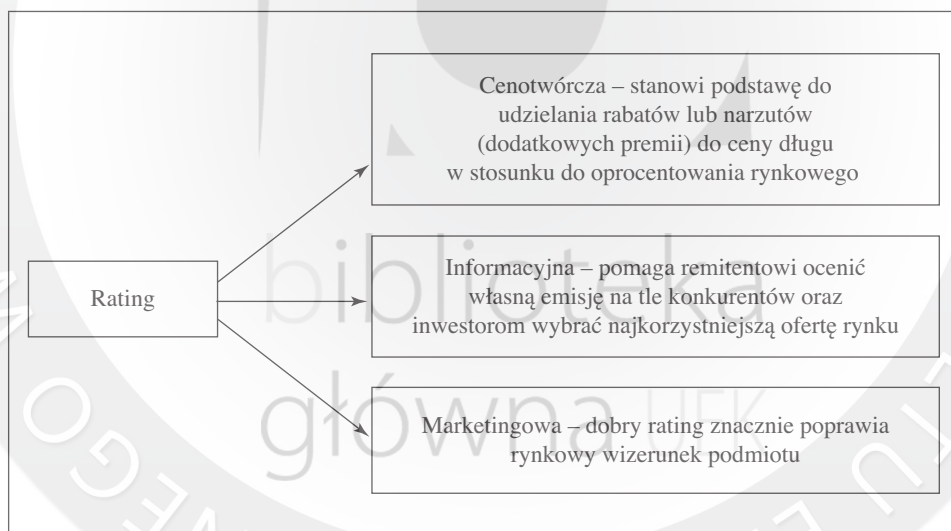 Cenotwórcza – stanowi podstawę do
udzielania rabatów lub narzutów
(dodatkowych premii) do ceny długu
w stosunku do oprocentowania rynkowego
Rating
Informacyjna – pomaga remitentowi ocenić
własną emisję na tle konkurentów oraz
inwestorom wybrać najkorzystniejszą ofertę rynku
Marketingowa – dobry rating znacznie poprawia
rynkowy wizerunek podmiotu
biblioteka
główna UEK